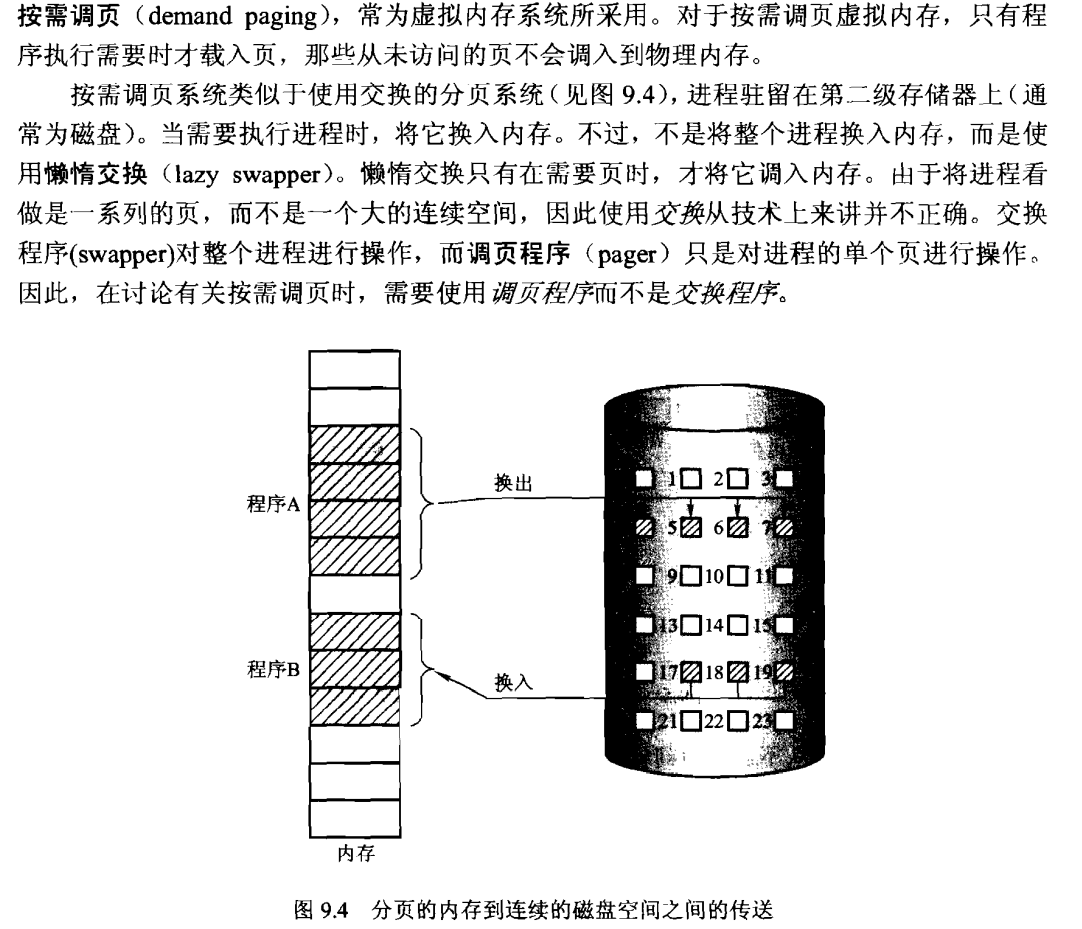 按需调页（demand paging），常为虚拟内存系统所采用。对于按需调页虚拟内存，只有程
序执行需要时才载入页，那些从未访问的页不会调入到物理内存。
按需调页系统类似于使用交换的分页系统（见图 9.4），进程驻留在第二级存储器上（通
常为磁盘）。当需要执行进程时，将它换入内存。不过，不是将整个进程换入内存，而是使
用懒惰交换（lazy swapper）。懒惰交换只有在需要页时，才将它调入内存。由于将进程看
做是一系列的页，而不是一个大的连续空间，因此使用交换从技术上来讲并不正确。交换
程序(swapper)对整个进程进行操作，而调页程序（pager）只是对进程的单个页进行操作。
因此，在讨论有关按需调页时，需要使用调页程序而不是交换程序。
程序A
换出
1 2 3
5 6 7
9 10 11
13 14 15
程序B
换入
17 18 19
21 22 23
内存
图 9.4 分页的内存到连续的磁盘空间之间的传送